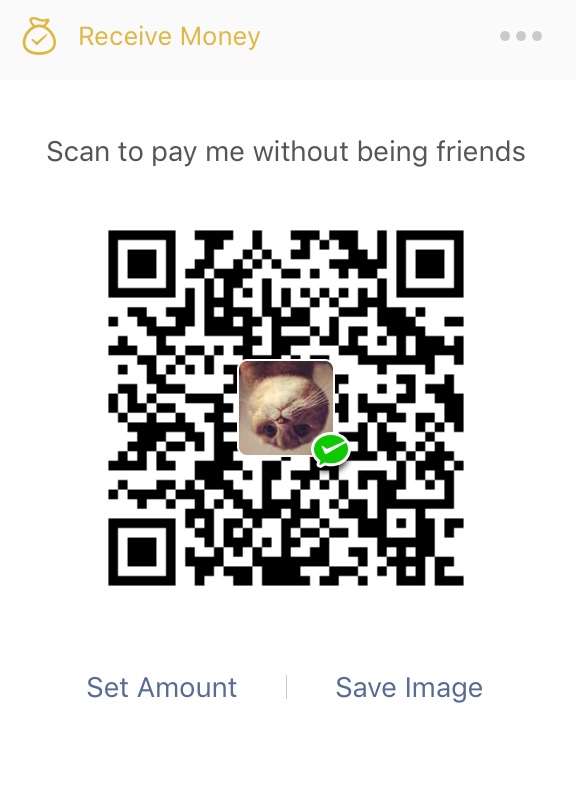 Receive Money
Scan to pay me without being friends
Set Amount
Save Image